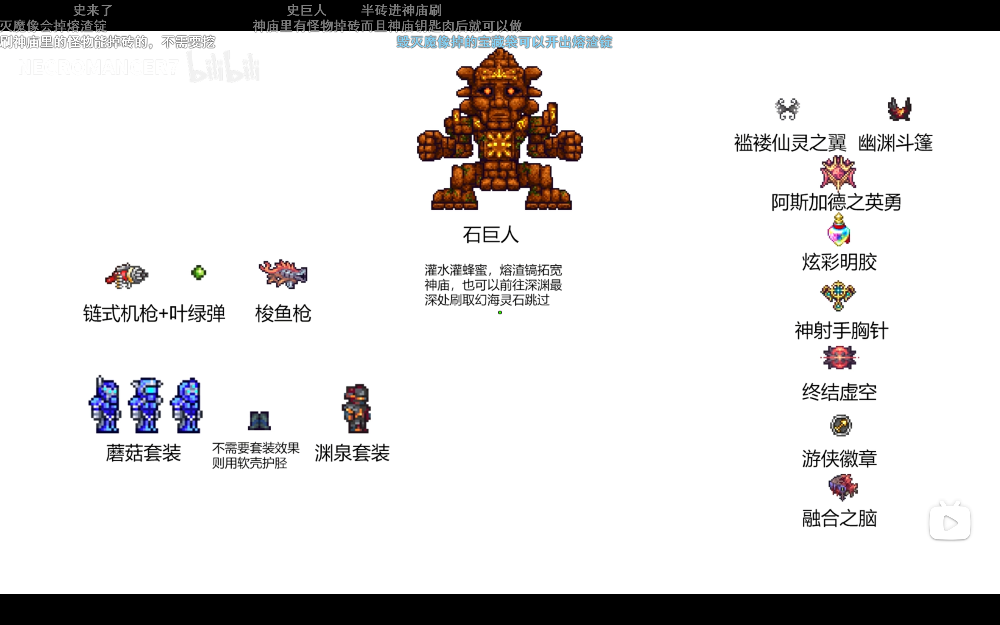 史来了
史巨人
半砖进神庙刷
灭魔像会掉熔渣锭
神庙里有怪物掉砖而且神庙钥匙肉后就可以做
刷神庙里的怪物能掉砖的，不需要挖
毁灭魔像掉的宝藏袋可以开出熔渣锭
NECROMANCER7
bilibili
褴褛仙灵之翼
幽渊斗篷
阿斯加德之英勇
石巨人
炫彩明胶
灌水灌蜂蜜，熔渣镐拓宽
神庙，也可以前往深渊最
深处刷取幻海灵石跳过
链式机枪+叶绿弹
梭鱼枪
神射手胸针
终结虚空
蘑菇套装
不需要套装效果
则用软壳护胫
渊泉套装
游侠徽章
融合之脑